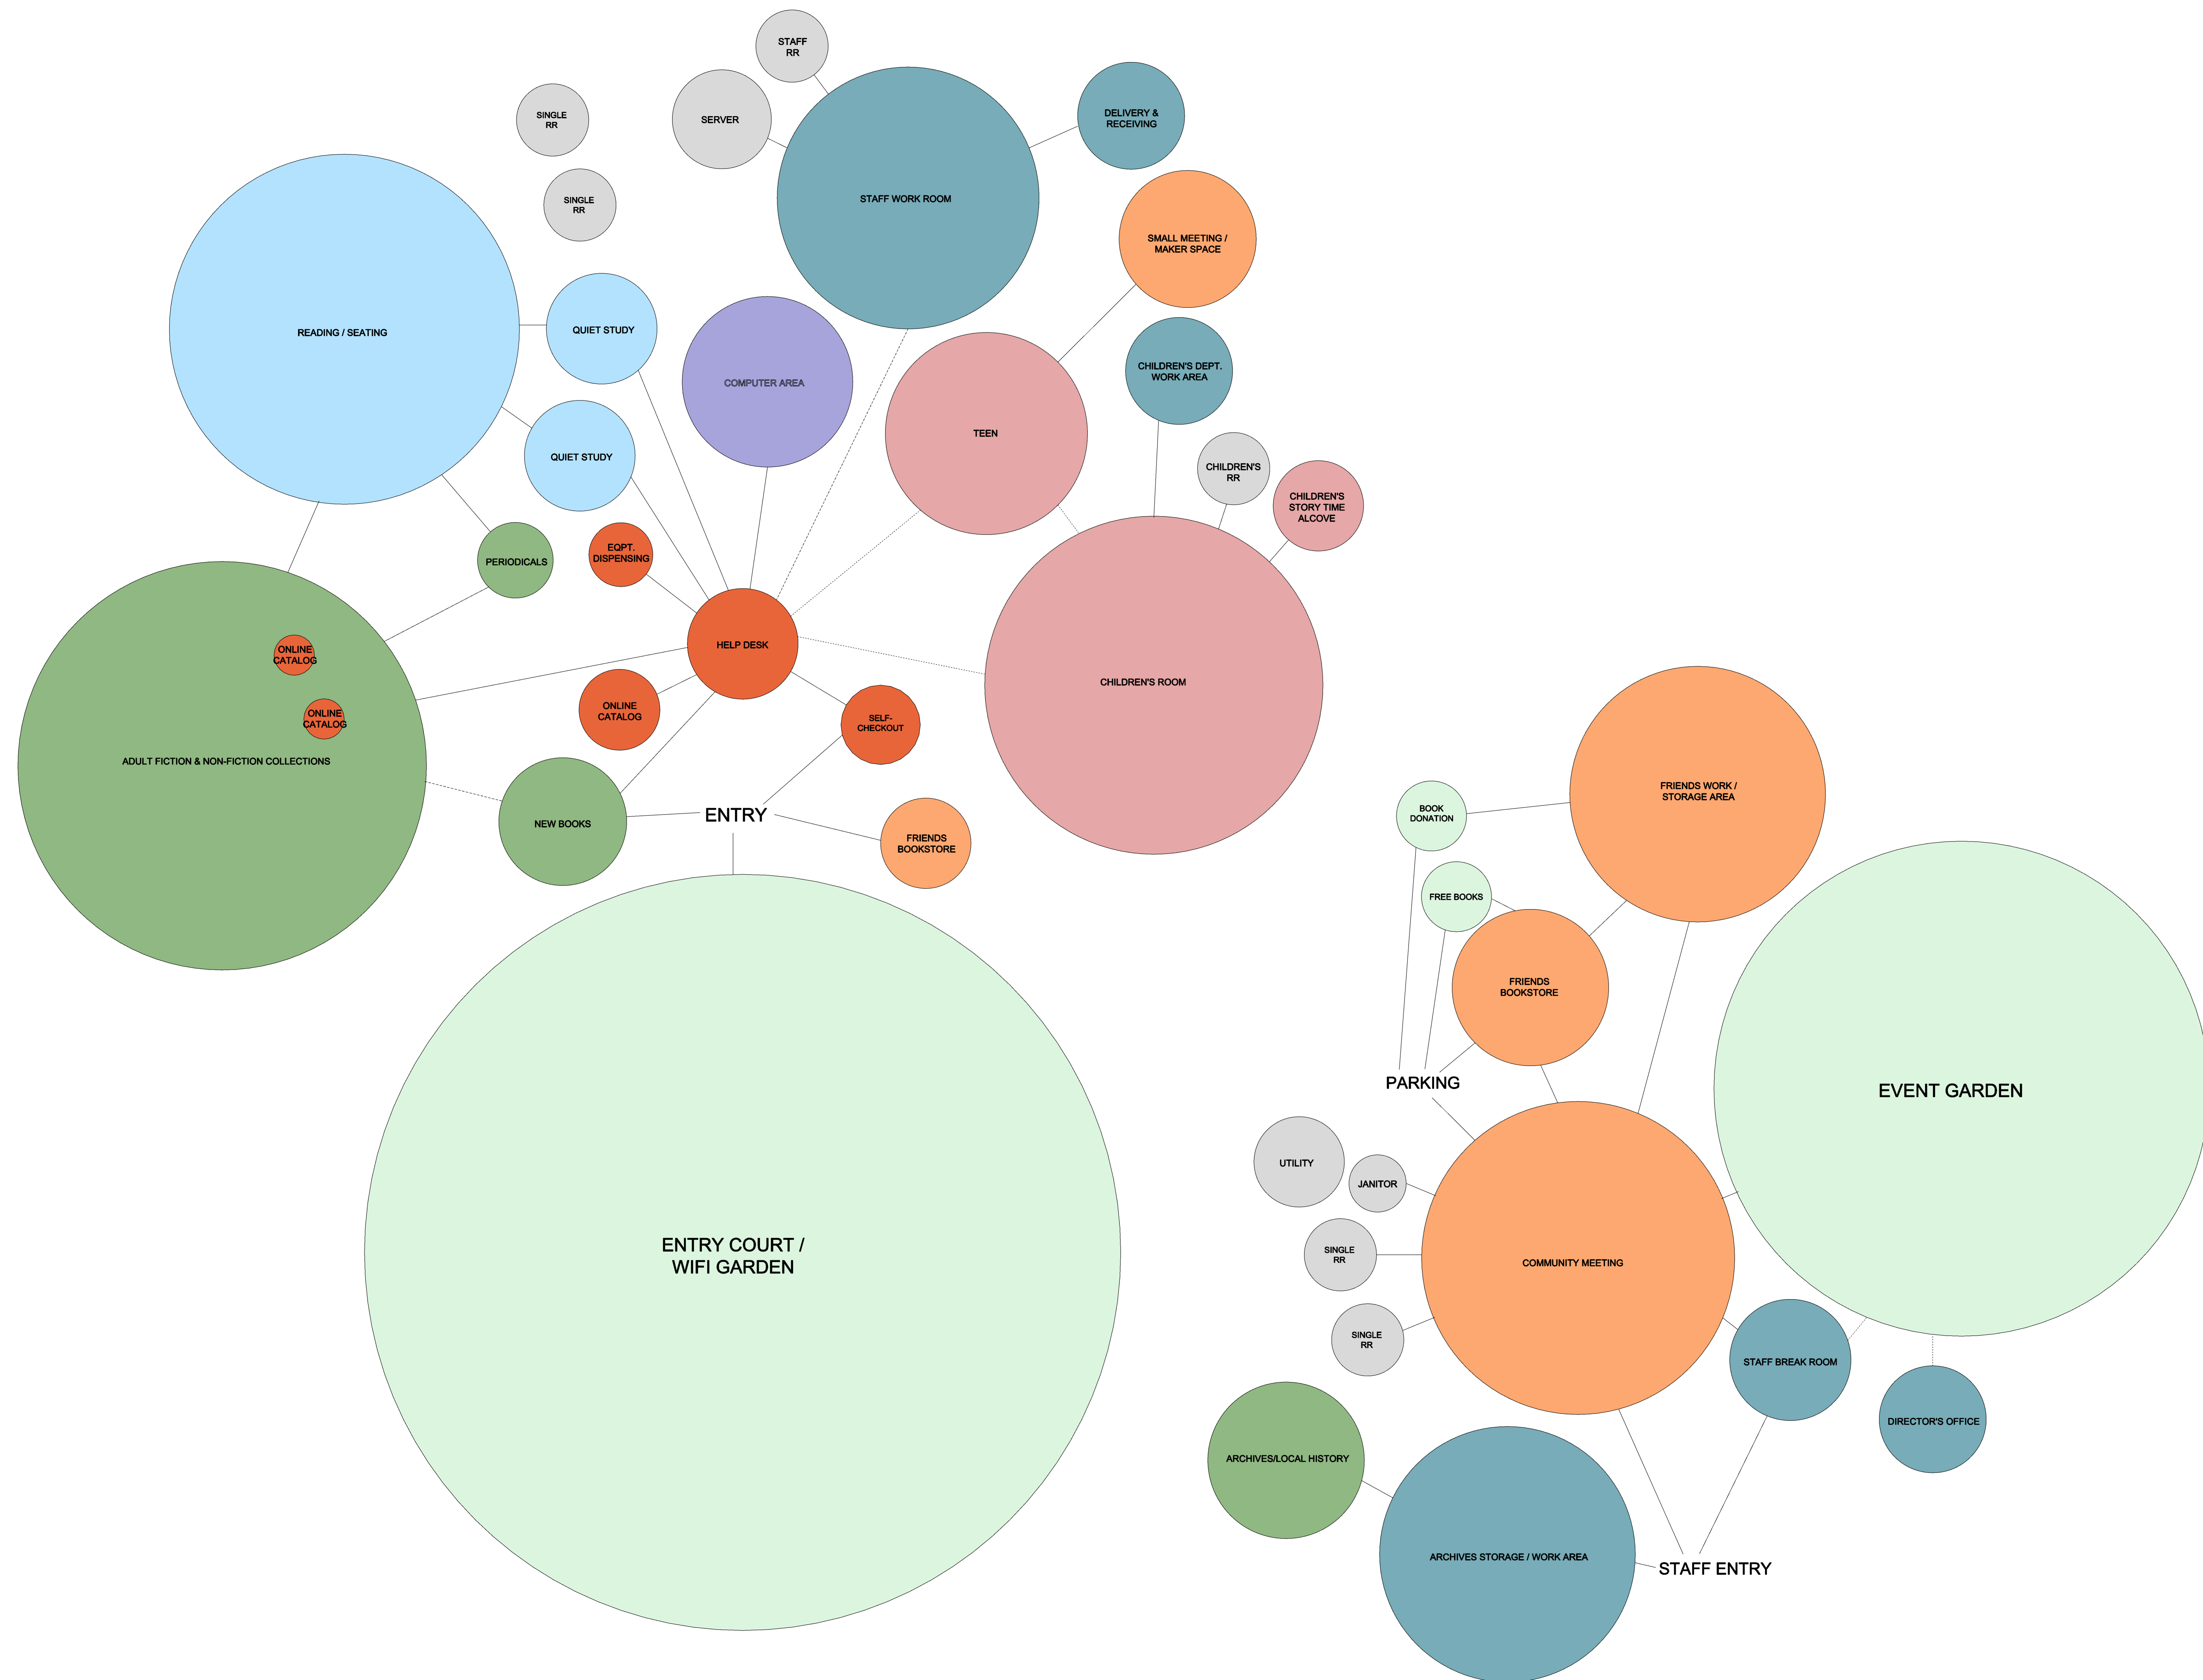 STAFF
RR
SINGLE
RR
SERVER
DELIVERY &
RECEIVING
SINGLE
RR
STAFF WORK ROOM
SMALL MEETING /
MAKER SPACE
READING / SEATING
QUIET STUDY
COMPUTER AREA
CHILDREN'S DEPT.
WORK AREA
TEEN
QUIET STUDY
CHILDREN'S
RR
CHILDREN'S
STORY TIME
ALCOVE
PERIODICALS
EQPT.
DISPENSING
HELP DESK
ONLINE
CATALOG
CHILDREN'S ROOM
ONLINE
CATALOG
ONLINE
CATALOG
SELF-
CHECKOUT
ADULT FICTION & NON-FICTION COLLECTIONS
NEW BOOKS
ENTRY
FRIENDS
BOOKSTORE
FRIENDS WORK /
STORAGE AREA
BOOK
DONATION
FREE BOOKS
FRIENDS
BOOKSTORE
PARKING
EVENT GARDEN
UTILITY
JANITOR
ENTRY COURT /
WIFI GARDEN
SINGLE
RR
COMMUNITY MEETING
SINGLE
RR
STAFF BREAK ROOM
DIRECTOR'S OFFICE
ARCHIVES/LOCAL HISTORY
ARCHIVES STORAGE / WORK AREA
STAFF ENTRY